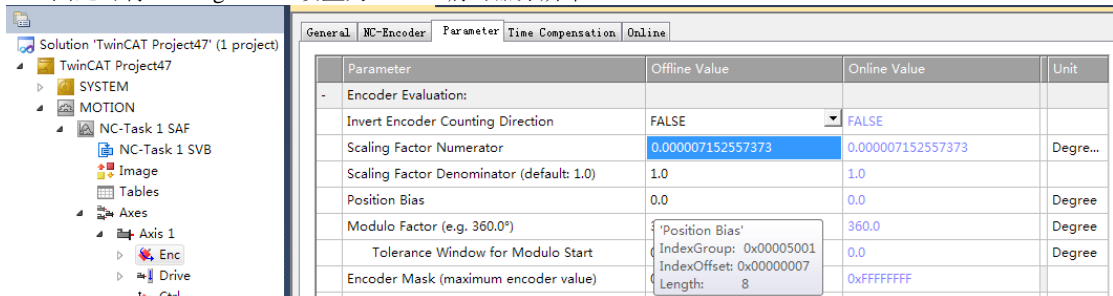 Solution 'TwinCAT Project47' (1 project)
TwinCAT Project47
SYSTEM
MOTION
NC-Task 1 SAF
NC-Task 1 SVB
Image
Tables
Axes
Axis 1
Enc
Drive
General NC-Encoder Parameter Time Compensation Online
Parameter Offline Value Online Value Unit
- Encoder Evaluation:
Invert Encoder Counting Direction FALSE FALSE
Scaling Factor Numerator 0.000007152557373 0.000007152557373 Degre...
Scaling Factor Denominator (default: 1.0) 1.0 1.0
Position Bias 0.0 0.0 Degree
Modulo Factor (e.g. 360.0°) 360.0 Degree
Tolerance Window for Modulo Start 0.0 Degree
Encoder Mask (maximum encoder value) 0xFFFFFFFF
'Position Bias'
IndexGroup: 0x00005001
IndexOffset: 0x00000007
Length: 8